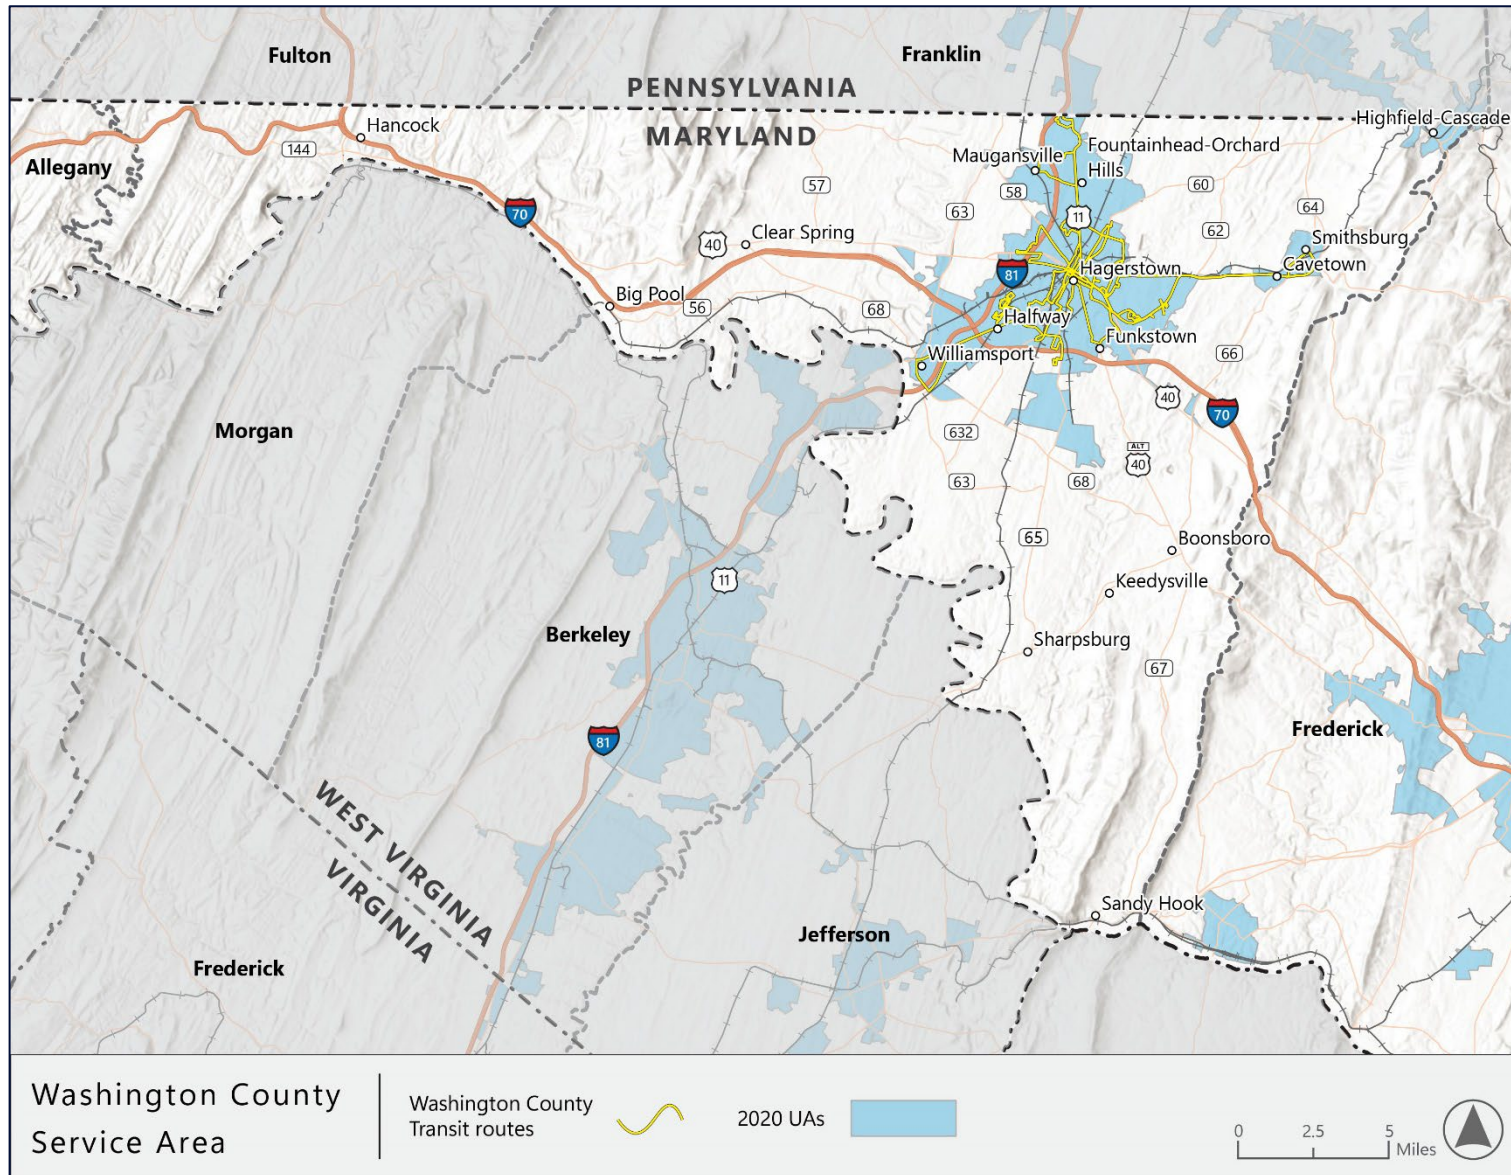 Fulton
Franklin
PENNSYLVANIA
MARYLAND
Hancock
144
Allegany
Highfield-Cascade
Fountainhead-Orchard
Hills
Maugansville
57
58
60
63
64
11
62
70
40
Clear Spring
Smithsburg
Cavetown
Hagerstown
81
Big Pool
56
68
Halfway
Funkstown
Williamsport
66
40
70
Morgan
632
ALT
40
63
68
65
Boonsboro
11
Keedysville
Berkeley
Sharpsburg
67
81
Frederick
WEST VIRGINIA
VIRGINIA
Sandy Hook
Jefferson
Frederick
Washington County
Service Area
Washington County
Transit routes
2020 UAs
0 2.5 5
Miles